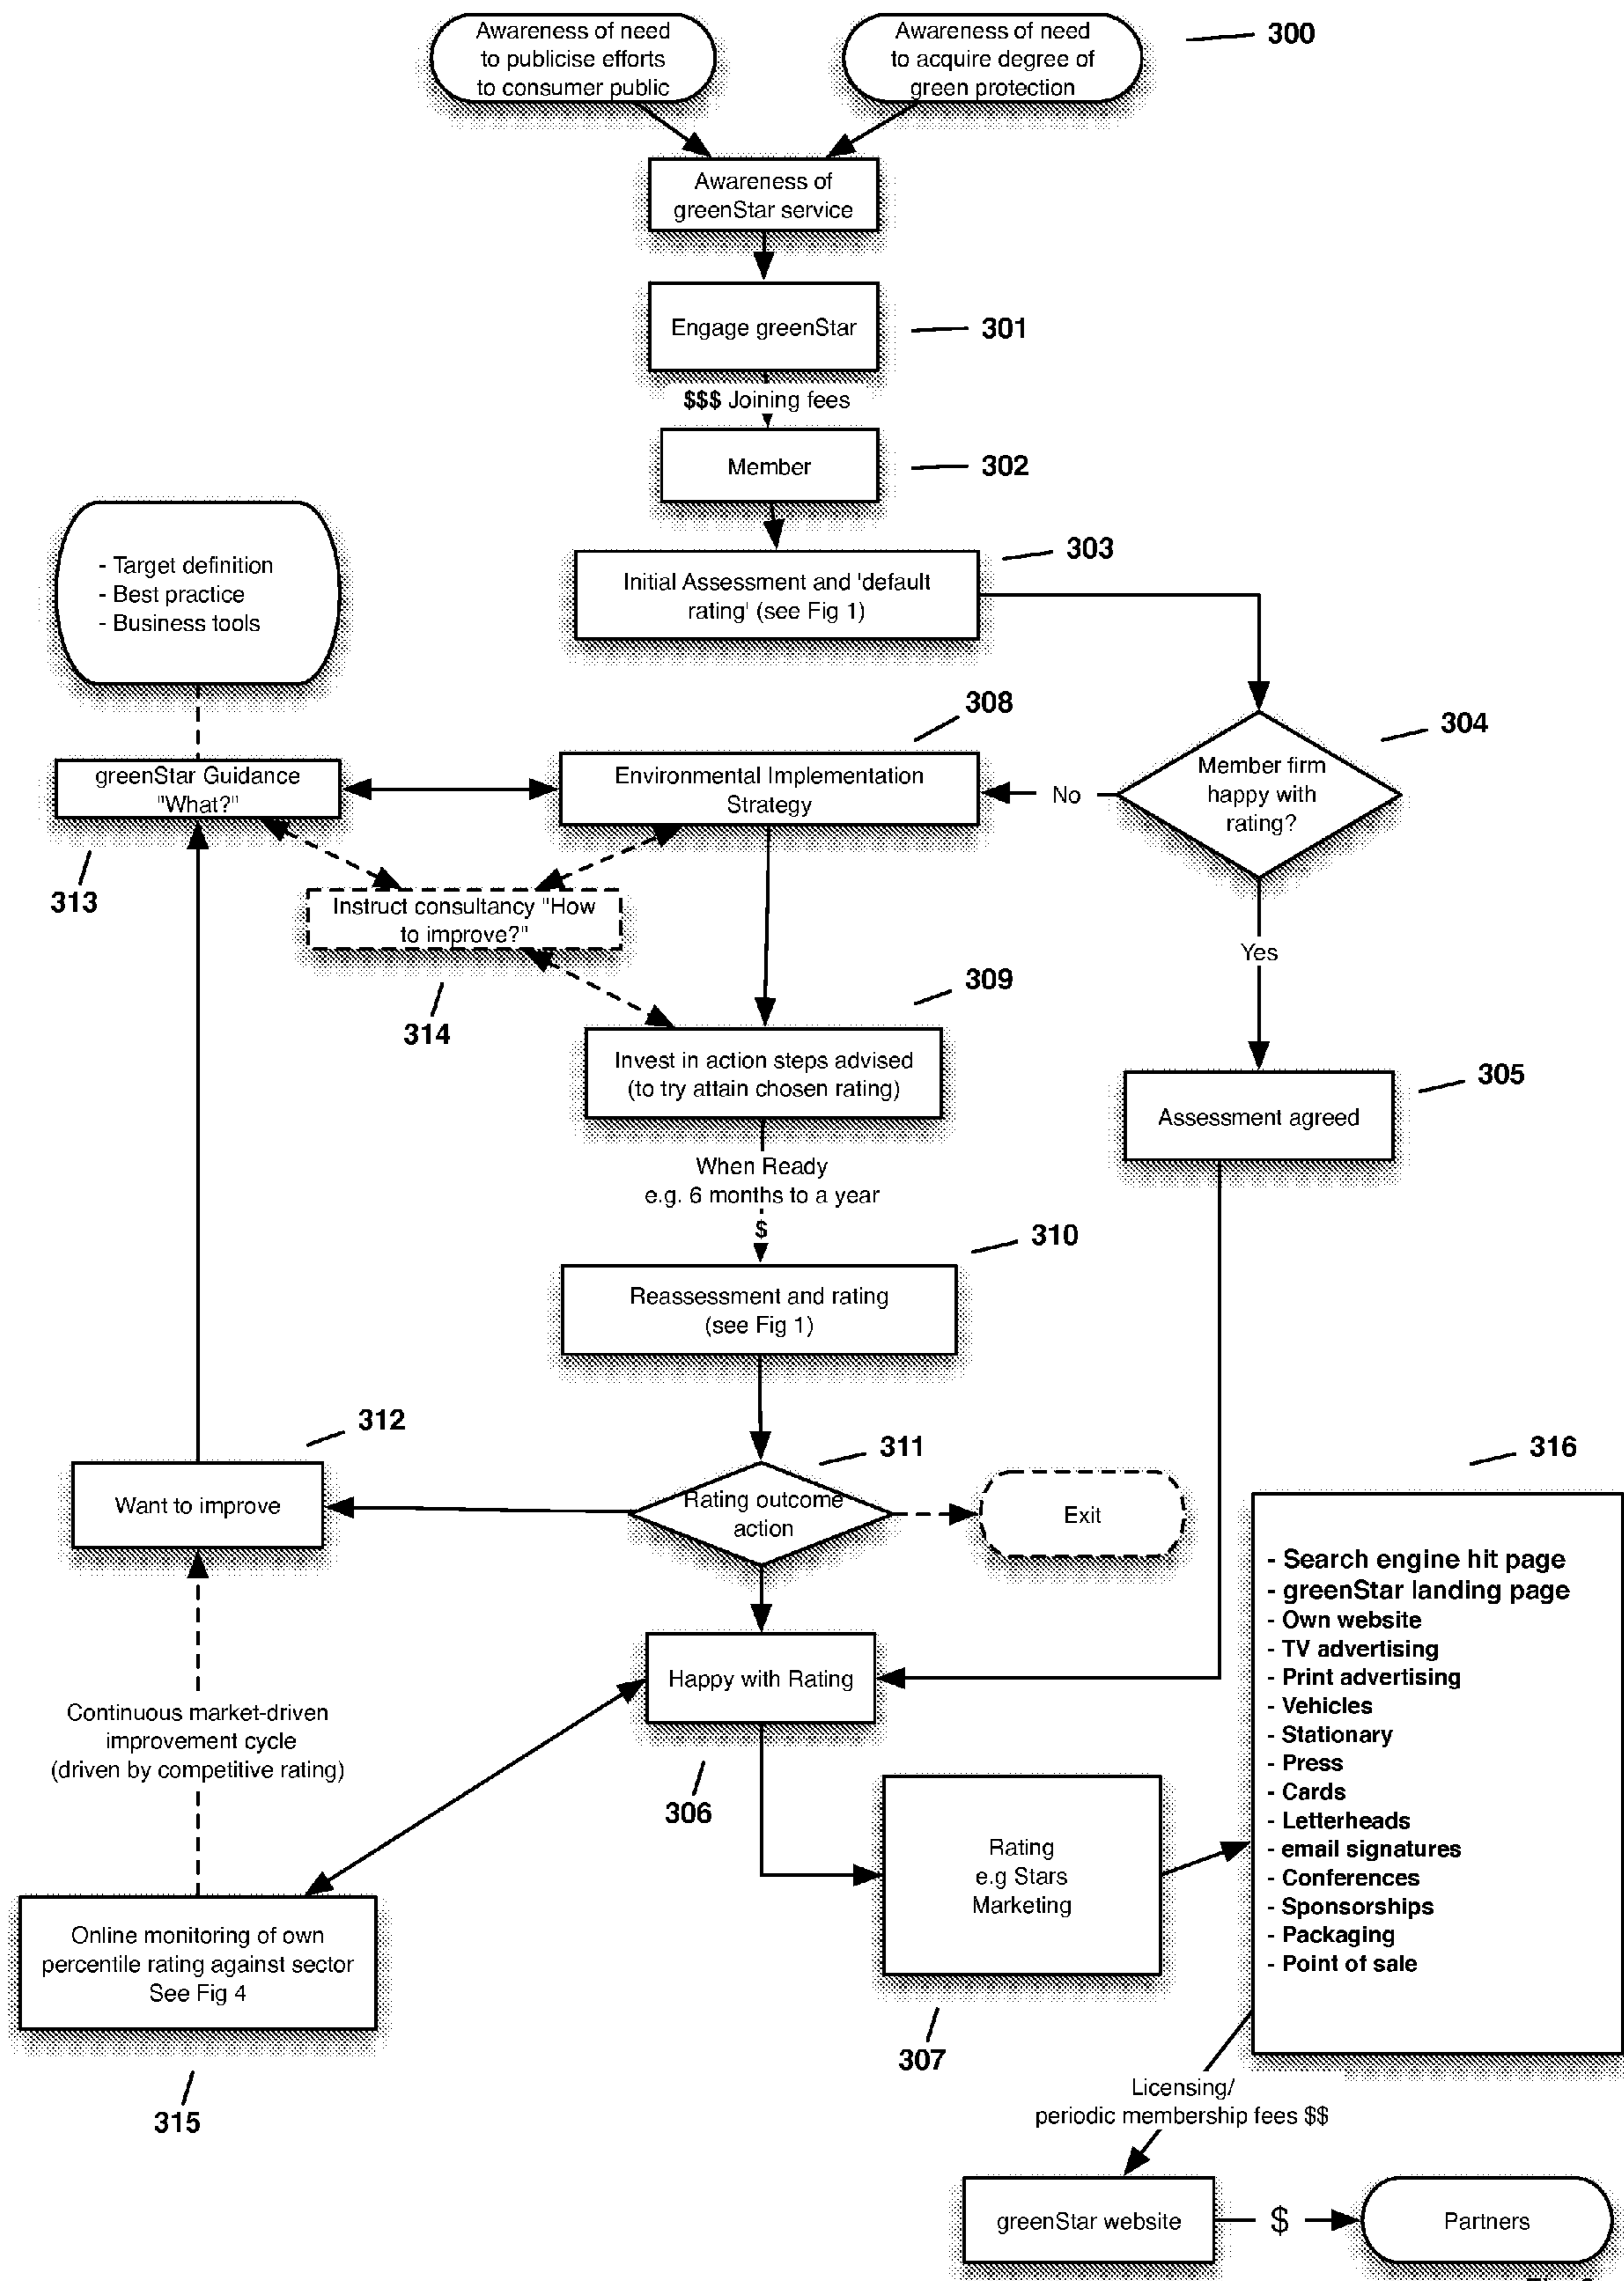 Awareness of need
to publicise efforts
to consumer public
Awareness of need
to acquire degree of
green protection
300
Awareness of
greenStar service
Engage greenStar
301
$$$ Joining fees
Member
302
303
Initial Assessment and 'default
rating' (see Fig 1)
- Target definition
- Best practice
- Business tools
308
304
greenStar Guidance
"What?"
Environmental Implementation
Strategy
No
Member firm
happy with
rating?
313
Instruct consultancy "How
to improve?"
314
Yes
309
Invest in action steps advised
(to try attain chosen rating)
305
Assessment agreed
When Ready
e.g. 6 months to a year
$
310
Reassessment and rating
(see Fig 1)
312
311
316
Want to improve
Rating outcome
action
Exit
- Search engine hit page
- greenStar landing page
- Own website
- TV advertising
- Print advertising
- Vehicles
- Stationary
- Press
- Cards
- Letterheads
- email signatures
- Conferences
- Sponsorships
- Packaging
- Point of sale
Happy with Rating
306
Continuous market-driven
improvement cycle
(driven by competitive rating)
Rating
e.g Stars
Marketing
307
Online monitoring of own
percentile rating against sector
See Fig 4
315
Licensing/
periodic membership fees $$
greenStar website
$
Partners